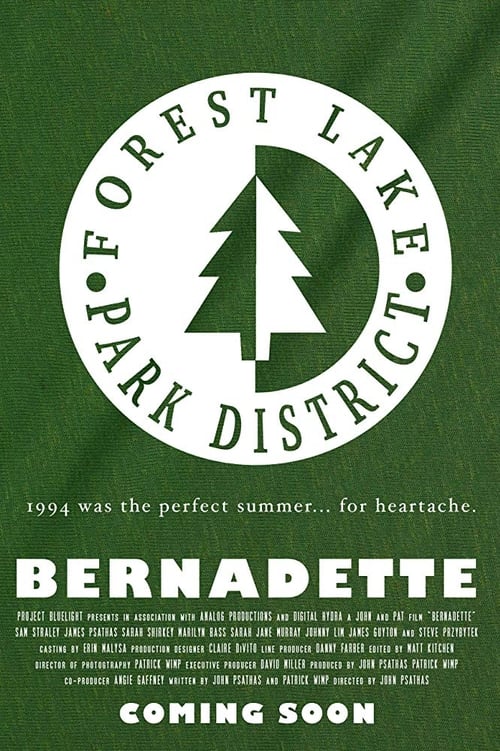 FOREST LAKE
• PARK DISTRICT •
1994 was the perfect summer... for heartache.
BERNADETTE
PROJECT BLUELIGHT PRESENTS IN ASSOCIATION WITH ANALOG PRODUCTIONS AND DIGITAL HYDRA A JOHN AND PAT FILM "BERNADETTE"
SAM STRALEY JAMES PSATHAS SARAH SHIRKEY MARILYN BASS SARAH JANE MURRAY JOHNNY LIN JAMES GUYTON AND STEVE PRZYBYTEK
CASTING BY ERIN MALYSA PRODUCTION DESIGNER CLAIRE DIVITO LINE PRODUCER DANNY FARBER EDITED BY MATT KITCHEN
DIRECTOR OF PHOTOGRAPHY PATRICK WIMP EXECUTIVE PRODUCER DAVID MILLER PRODUCED BY JOHN PSATHAS PATRICK WIMP
CO-PRODUCER ANGIE GAFFNEY WRITTEN BY JOHN PSATHAS AND PATRICK WIMP DIRECTED BY JOHN PSATHAS
COMING SOON